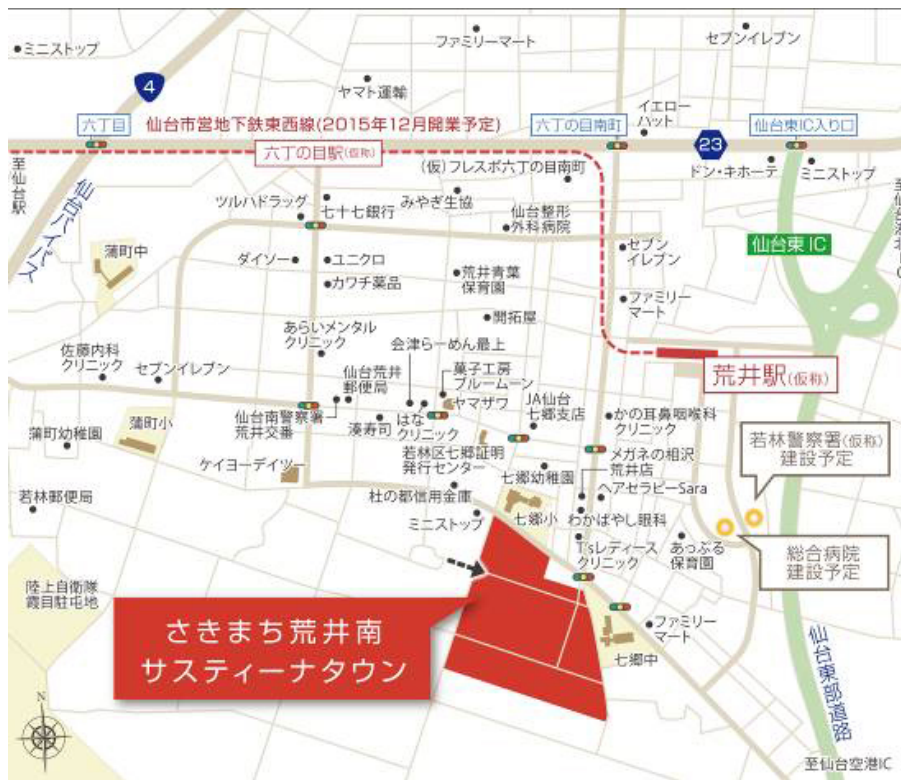 ミニストップ
ファミリーマート
セブンイレブン
4
ヤマト運輸
イエロー
ハット
六丁目
仙台市営地下鉄東西線(2015年12月開業予定)
六丁の目南町
23
仙台東IC入り口
六丁の目駅(仮称)
至仙台駅
(仮)フレスポ六丁の目南町
ドン・キホーテ
ミニストップ
仙台バイパス
ツルハドラッグ
七十七銀行
みやぎ生協
仙台整形
外科病院
至仙台港北IC
蒲町中
ダイソー
ユニクロ
カワチ薬品
荒井青葉
保育園
セブン
イレブン
仙台東IC
ファミリー
マート
開拓屋
あらいメンタル
クリニック
会津らーめん最上
佐藤内科
クリニック
セブンイレブン
仙台荒井
郵便局
菓子工房
ブルームーン
ヤマザワ
荒井駅(仮称)
JA仙台
七郷支店
かの耳鼻咽喉科
クリニック
蒲町幼稚園
蒲町小
仙台南警察署
荒井交番
湊寿司
はな
クリニック
若林区七郷証明
発行センター
メガネの相沢
荒井店
若林警察署(仮称)
建設予定
ケイヨーデイツー
七郷幼稚園
ヘアセラピーSara
若林郵便局
杜の都信用金庫
ミニストップ
七郷小
わかばやし眼科
T'sレディース
クリニック
あっぷる
保育園
総合病院
建設予定
陸上自衛隊
霞目駐屯地
さきまち荒井南
サスティーナタウン
ファミリー
マート
七郷中
仙台東部道路
N
至仙台空港IC